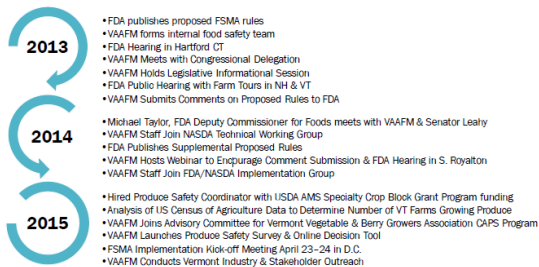 2013
•FDA publishes proposed FSMA rules
•VAAFM forms internal food safety team
•FDA Hearing in Hartford CT
•VAAFM Meets with Congressional Delegation
•VAAFM Holds Legislative Informational Session
•FDA Public Hearing with Farm Tours in NH & VT
•VAAFM Submits Comments on Proposed Rules to FDA
2014
•Michael Taylor, FDA Deputy Commissioner for Foods meets with VAAFM & Senator Leahy
•VAAFM Staff Join NASDA Technical Working Group
•FDA Publishes Supplemental Proposed Rules
•VAAFM Hosts Webinar to Encourage Comment Submission & FDA Hearing in S. Royalton
•VAAFM Staff Join FDA/NASDA Implementation Group
2015
•Hired Produce Safety Coordinator with USDA AMS Specialty Crop Block Grant Program funding
•Analysis of US Census of Agriculture Data to Determine Number of VT Farms Growing Produce
•VAAFM Joins Advisory Committee for Vermont Vegetable & Berry Growers Association CAPS Program
•VAAFM Launches Produce Safety Survey & Online Decision Tool
•FSMA Implementation Kick-off Meeting April 23–24 in D.C.
•VAAFM Conducts Vermont Industry & Stakeholder Outreach